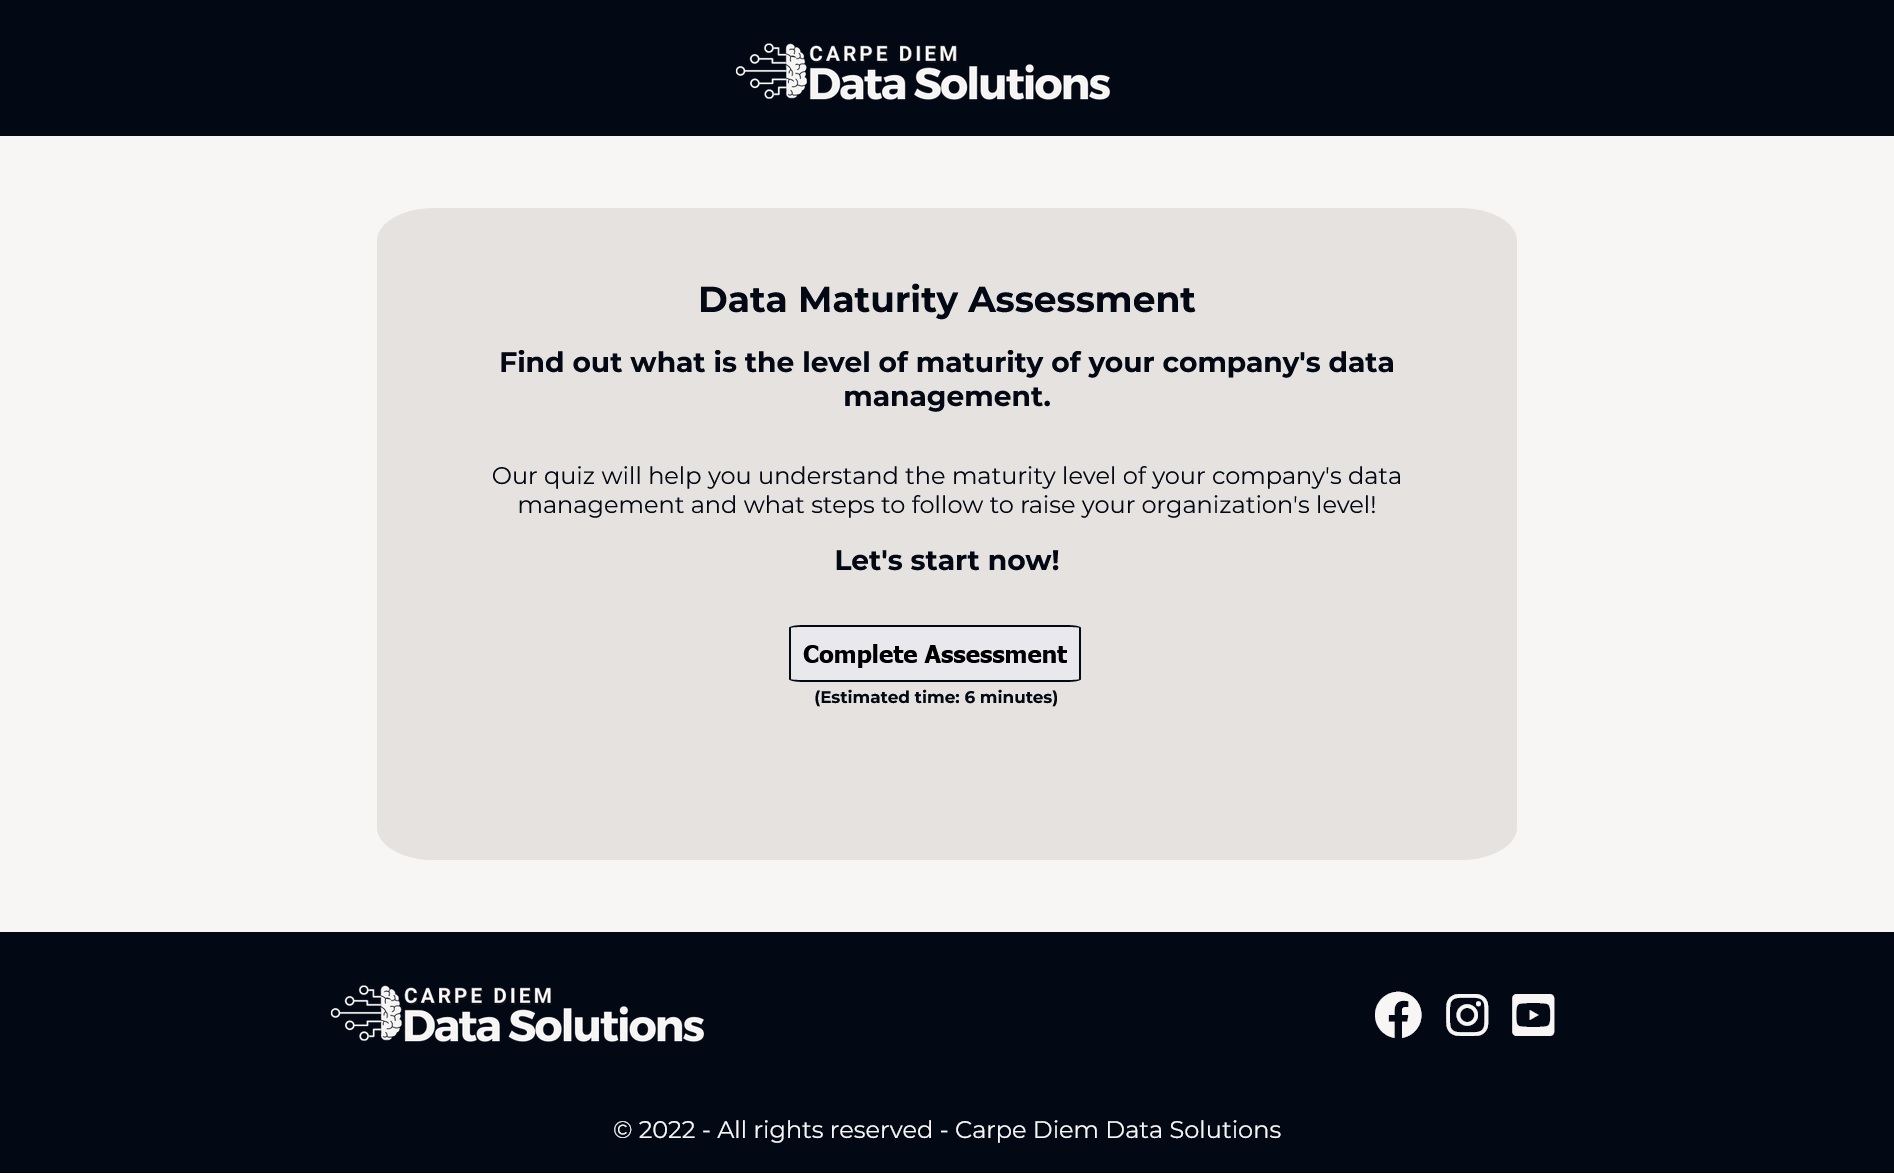 CARPE DIEM
Data Solutions
Data Maturity Assessment
Find out what is the level of maturity of your company's data
management.
Our quiz will help you understand the maturity level of your company's data
management and what steps to follow to raise your organization's level!
Let's start now!
Complete Assessment
(Estimated time: 6 minutes)
CARPE DIEM
Data Solutions
© 2022 - All rights reserved - Carpe Diem Data Solutions